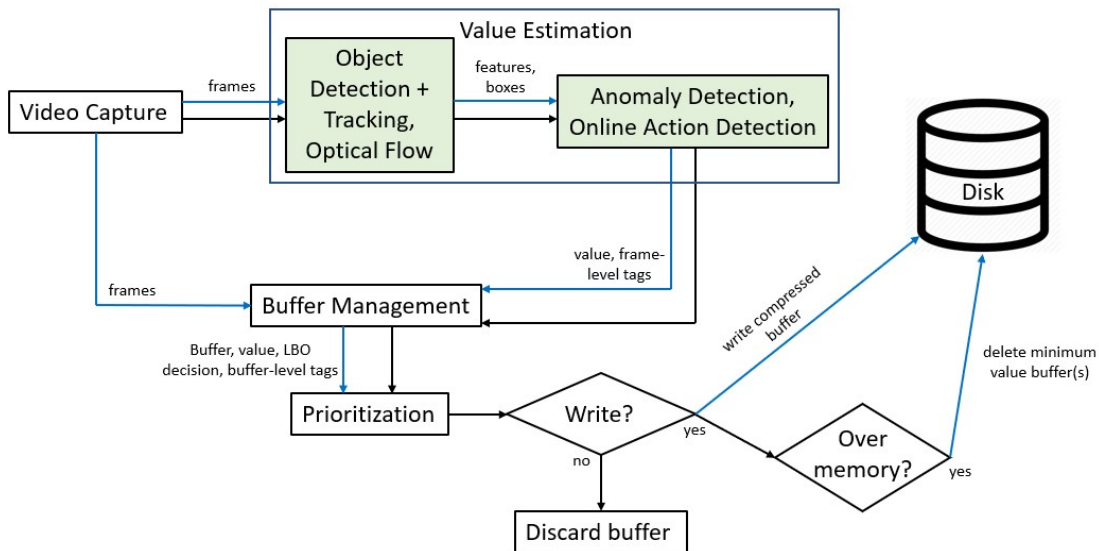 Value Estimation
Object
Detection +
Tracking,
Optical Flow
frames
features,
boxes
Video Capture
Anomaly Detection,
Online Action Detection
Disk
value, frame-
level tags
frames
Buffer Management
write compressed
buffer
Buffer, value, LBO
decision, buffer-level tags
delete minimum
value buffer(s)
Prioritization
Write?
yes
Over
memory?
yes
no
Discard buffer